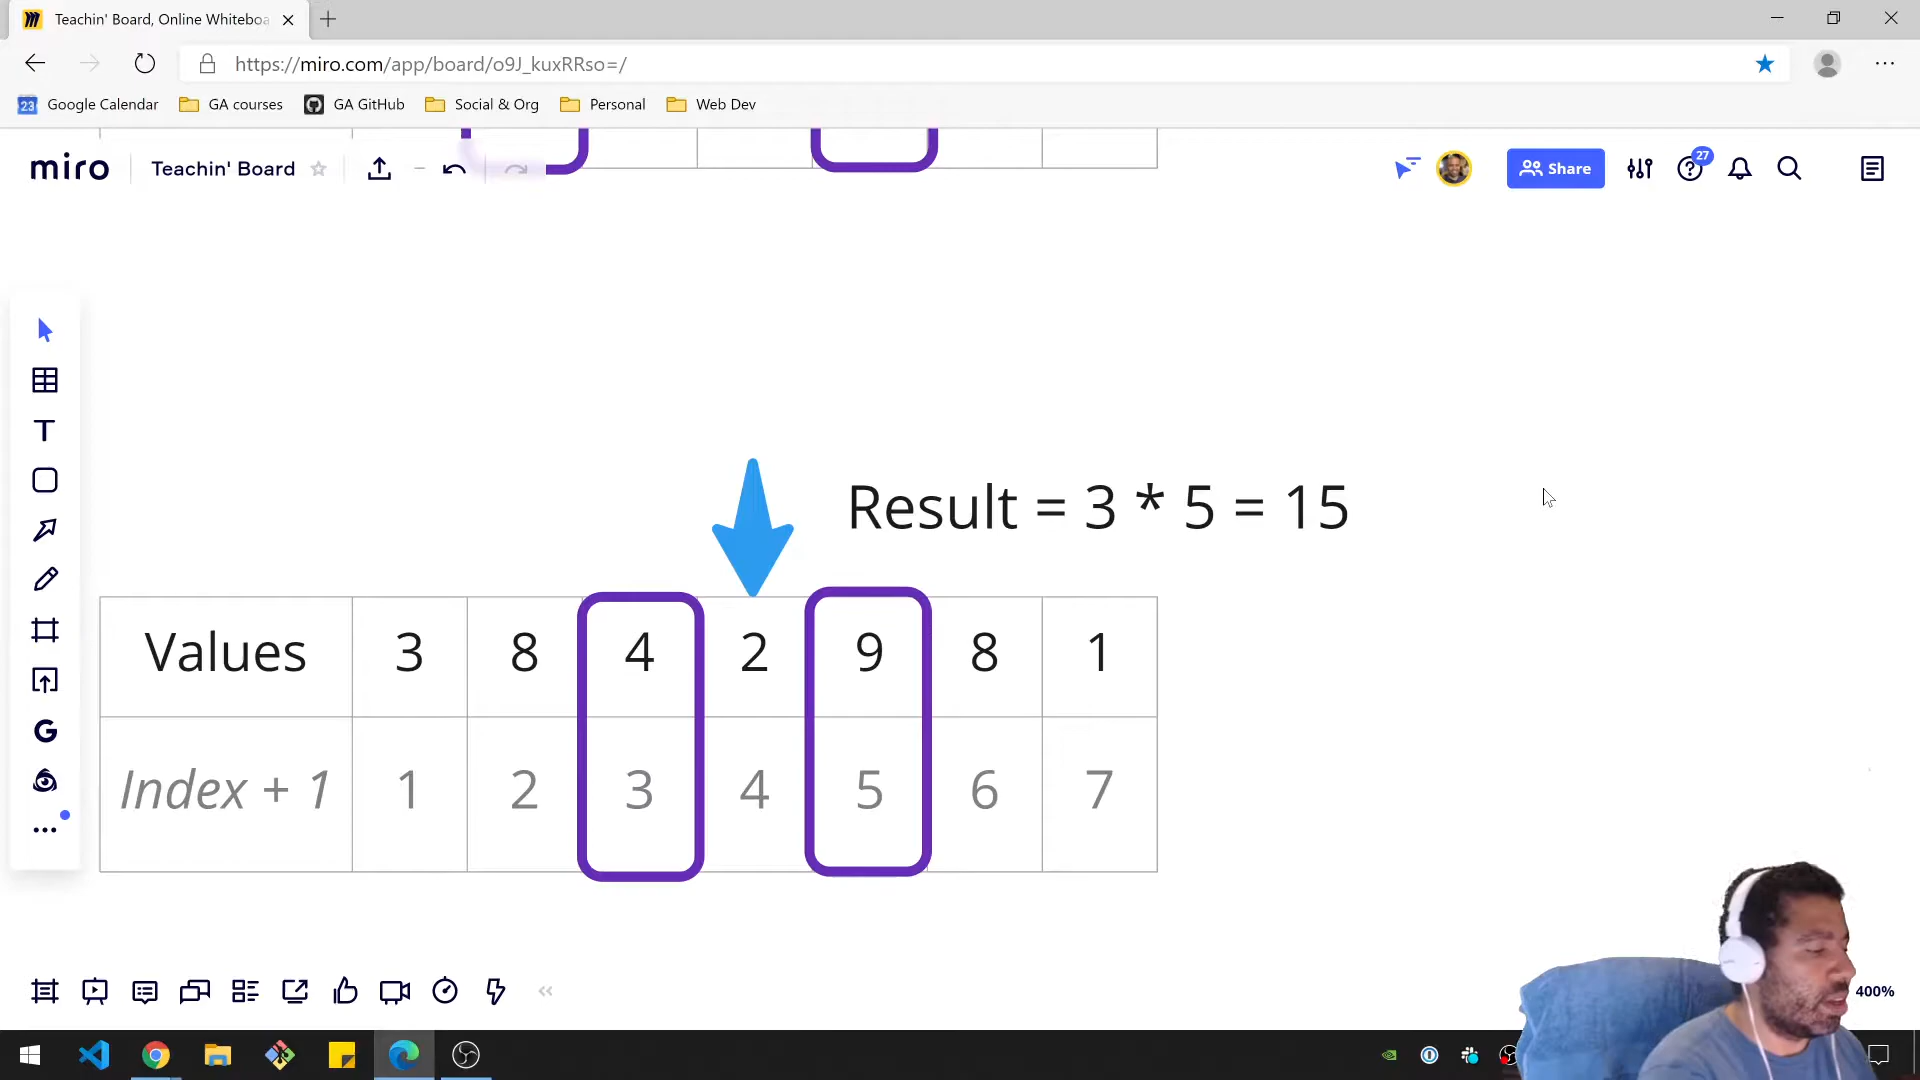 Teachin' Board, Online Whiteboa
https://miro.com/app/board/o9J_kuxRRso=/
23 Google Calendar GA courses GA GitHub Social & Org Personal Web Dev
miro Teachin' Board Share 27
Result = 3 * 5 = 15
Values 3 8 4 2 9 8 1
Index + 1 1 2 3 4 5 6 7
400%